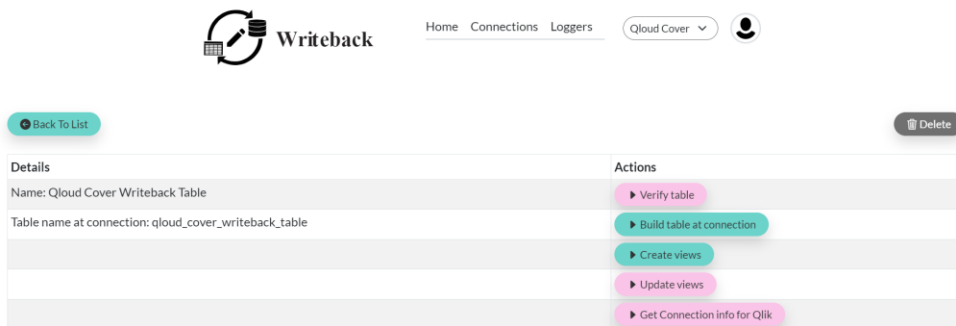 Writeback
Home Connections Loggers Qloud Cover
Back To List
Delete
Details Actions
Name: Qloud Cover Writeback Table Verify table
Table name at connection: qloud_cover_writeback_table Build table at connection
Create views
Update views
Get Connection info for Qlik